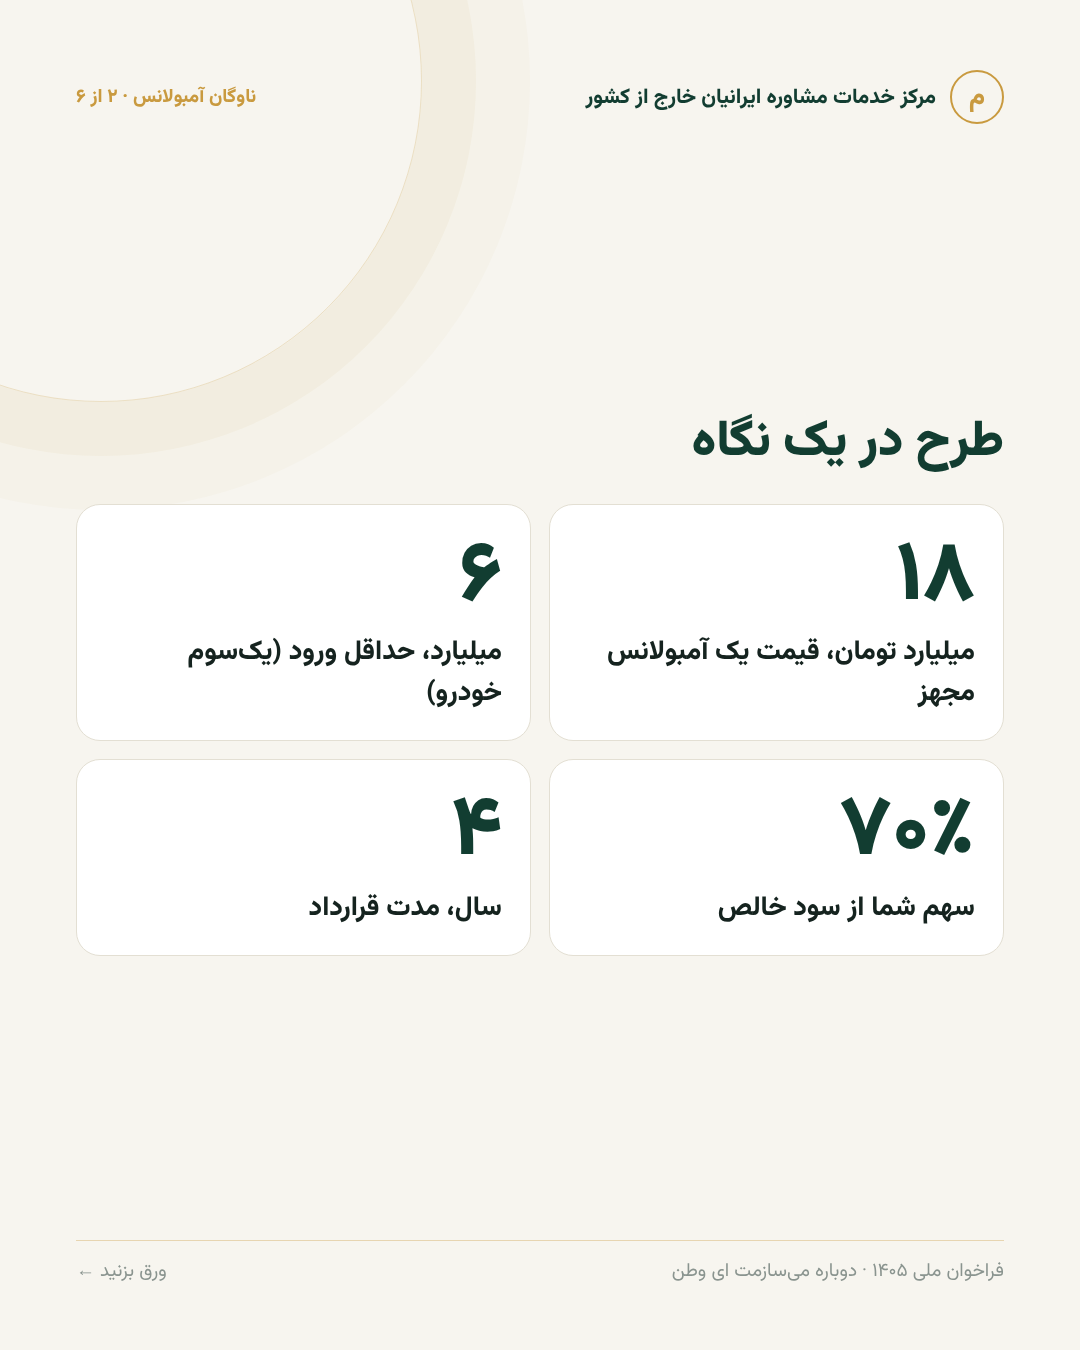 م
مرکز خدمات مشاوره ایرانیان خارج از کشور
ناوگان آمبولانس · ۲ از ۶
طرح در یک نگاه
۱۸
میلیارد تومان، قیمت یک آمبولانس
مجهز
۶
میلیارد، حداقل ورود (یک‌سوم
خودرو)
۷۰٪
سهم شما از سود خالص
۴
سال، مدت قرارداد
فراخوان ملی ۱۴۰۵ · دوباره می‌سازمت ای وطن
ورق بزنید ←